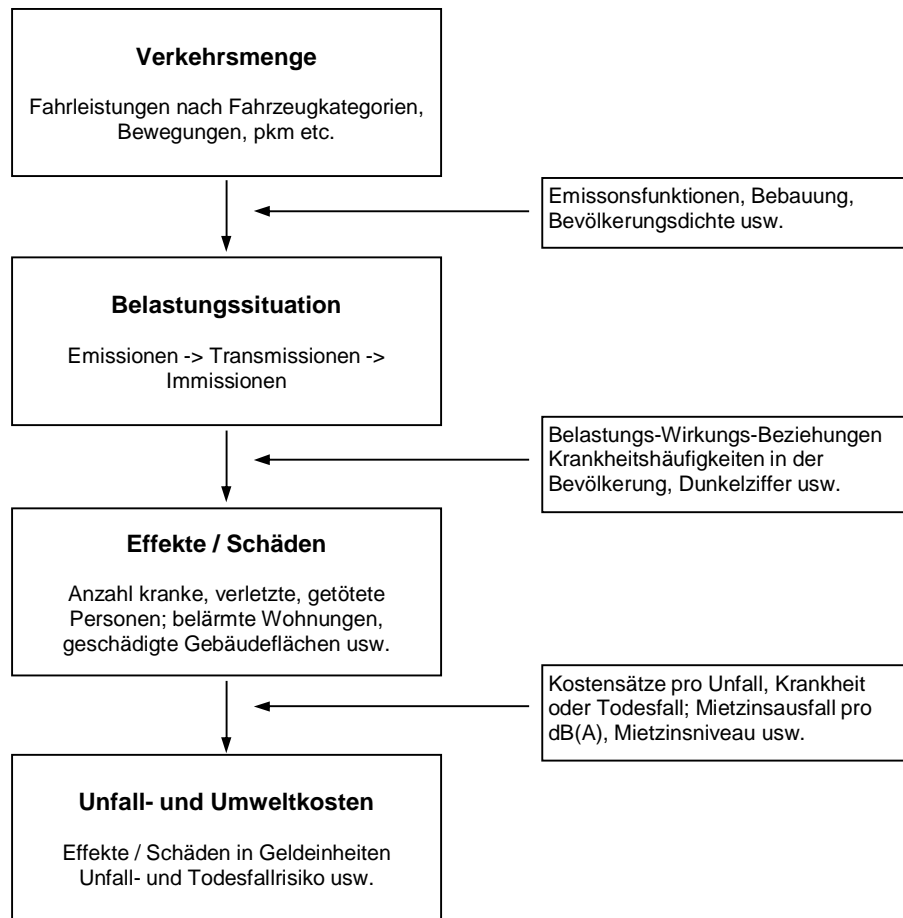 Verkehrsmenge
Fahrleistungen nach Fahrzeugkategorien,
Bewegungen, pkm etc.
Emissonsfunktionen, Bebauung,
Bevölkerungsdichte usw.
Belastungssituation
Emissionen -> Transmissionen ->
Immissionen
Belastungs-Wirkungs-Beziehungen
Krankheitshäufigkeiten in der
Bevölkerung, Dunkelziffer usw.
Effekte / Schäden
Anzahl kranke, verletzte, getötete
Personen; belärmte Wohnungen,
geschädigte Gebäudeflächen usw.
Kostensätze pro Unfall, Krankheit
oder Todesfall; Mietzinsausfall pro
dB(A), Mietzinsniveau usw.
Unfall- und Umweltkosten
Effekte / Schäden in Geldeinheiten
Unfall- und Todesfallrisiko usw.